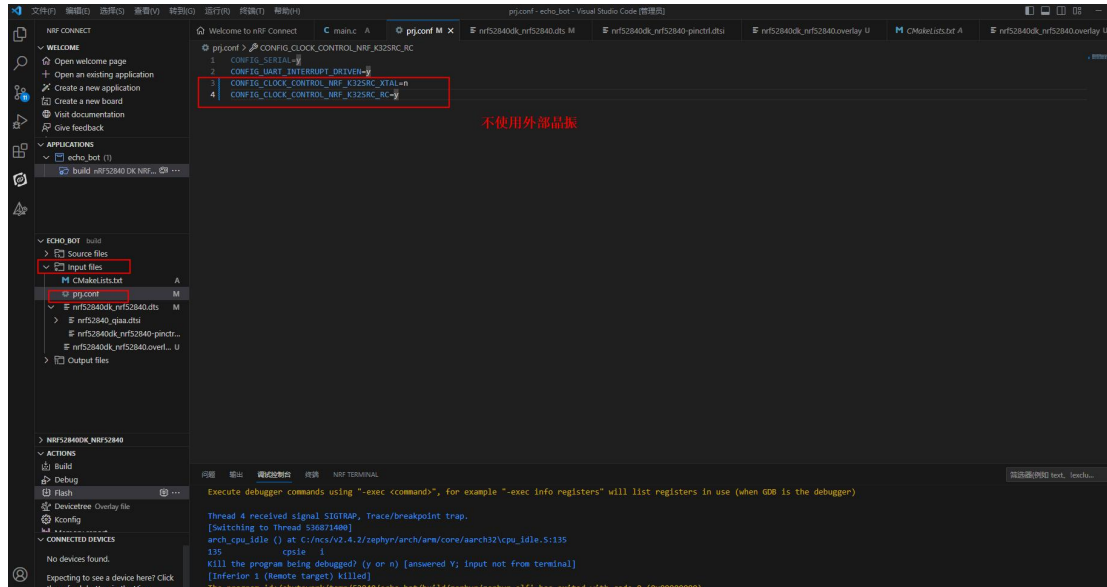 文件(F) 编辑(E) 选择(S) 查看(V) 转到(G) 运行(R) 终端(T) 帮助(H)
prj.conf - echo_bot - Visual Studio Code [管理员]
NRF CONNECT
WELCOME
Open welcome page
Open an existing application
Create a new application
Create a new board
Visit documentation
Give feedback
APPLICATIONS
echo_bot (1)
build nRF52840 DK NRF...
ECHO_BOT build
Source files
Input files
CMakeLists.txt A
prj.conf M
nrf52840dk_nrf52840.dts M
nrf52840_qiaa.dtsi
nrf52840dk_nrf52840-pinctr...
nrf52840dk_nrf52840.overl... U
Output files
NRF52840DK_NRF52840
ACTIONS
Build
Debug
Flash
Devicetree Overlay file
Kconfig
CONNECTED DEVICES
No devices found.
Expecting to see a device here? Click
Welcome to nRF Connect
C main.c A
prj.conf M
nrf52840dk_nrf52840.dts M
nrf52840dk_nrf52840-pinctrl.dtsi
nrf52840dk_nrf52840.overlay U
CMakeLists.txt A
nrf52840dk_nrf52840.overlay U
prj.conf > CONFIG_CLOCK_CONTROL_NRF_K32SRC_RC
1 CONFIG_SERIAL=y
2 CONFIG_UART_INTERRUPT_DRIVEN=y
3 CONFIG_CLOCK_CONTROL_NRF_K32SRC_XTAL=n
4 CONFIG_CLOCK_CONTROL_NRF_K32SRC_RC=y
不使用外部晶振
问题 输出 调试控制台 终端 NRF TERMINAL
筛选器(例如 text、!exclu...
Execute debugger commands using "-exec <command>", for example "-exec info registers" will list registers in use (when GDB is the debugger)
Thread 4 received signal SIGTRAP, Trace/breakpoint trap.
[Switching to Thread 536871400]
arch_cpu_idle () at C:/ncs/v2.4.2/zephyr/arch/arm/core/aarch32\cpu_idle.S:135
135 cpsie i
Kill the program being debugged? (y or n) [answered Y; input not from terminal]
[Inferior 1 (Remote target) killed]